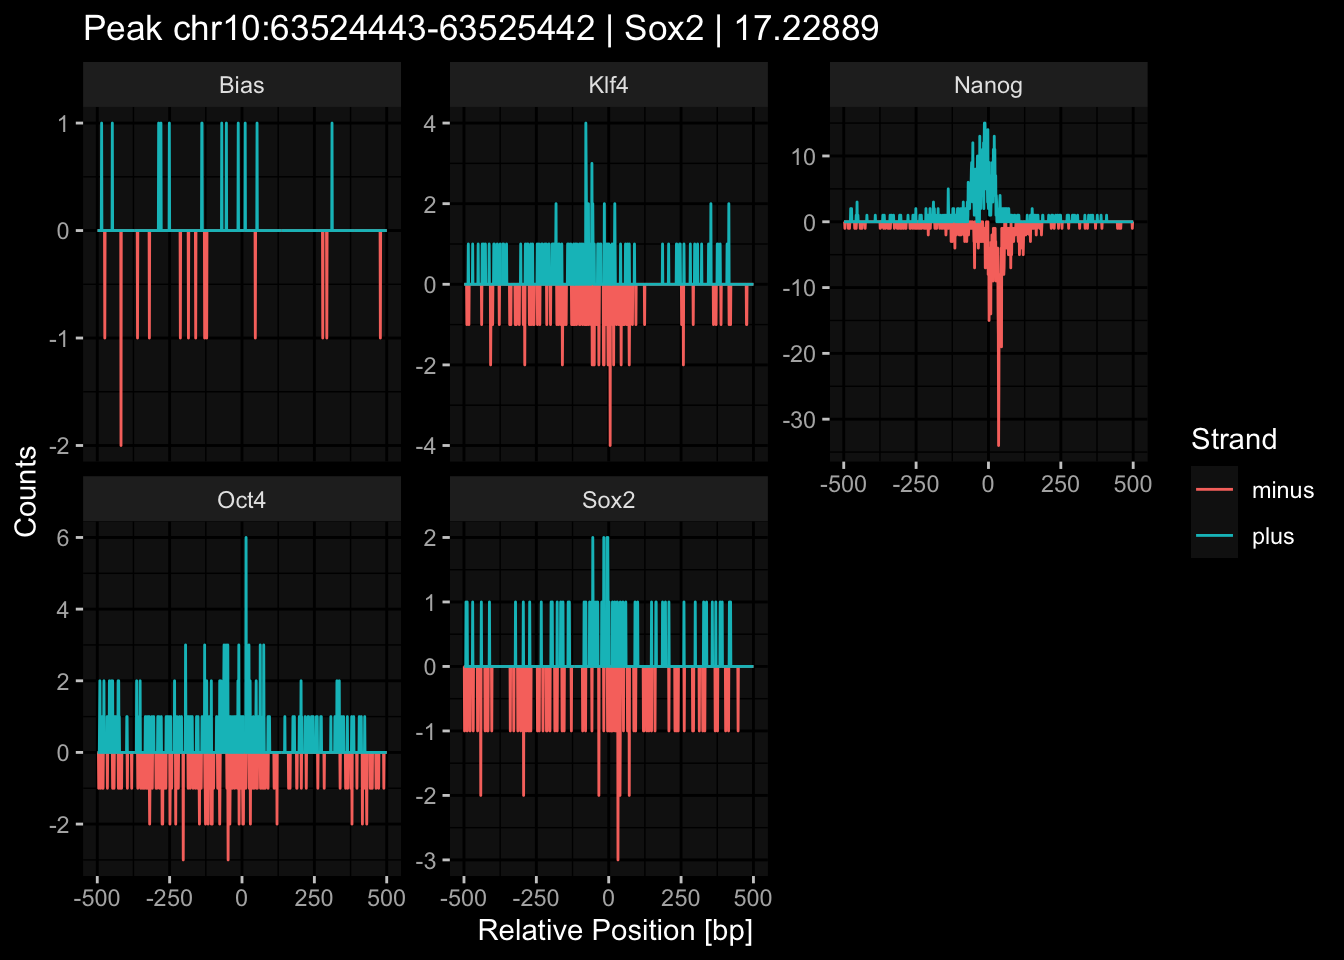 Peak chr10:63524443-63525442 | Sox2 | 17.22889
Bias
Klf4
Nanog
1
0
-1
-2
4
2
0
-2
-4
10
0
-10
-20
-30
-500 -250 0 250 500
Counts
Strand
minus
plus
Oct4
Sox2
6
4
2
0
-2
2
1
0
-1
-2
-3
-500 -250 0 250 500
-500 -250 0 250 500
Relative Position [bp]